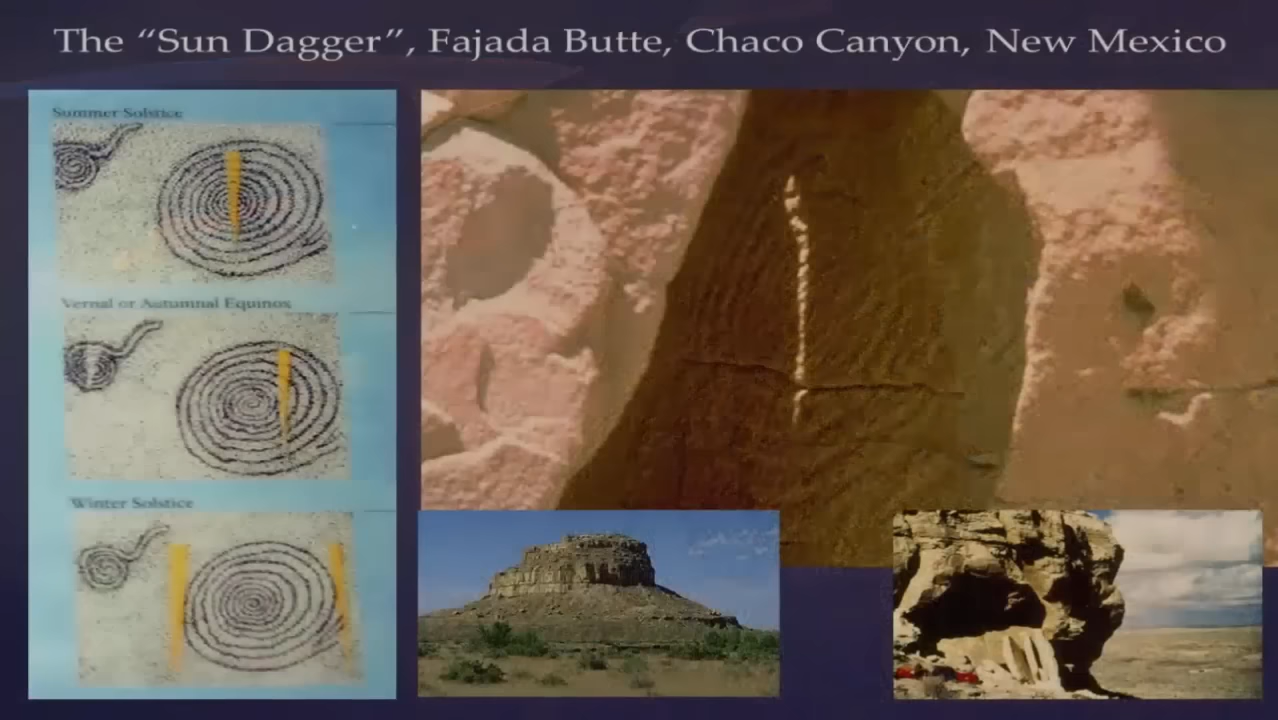 The “Sun Dagger”, Fajada Butte, Chaco Canyon, New Mexico
Summer Solstice
Vernal or Autumnal Equinox
Winter Solstice